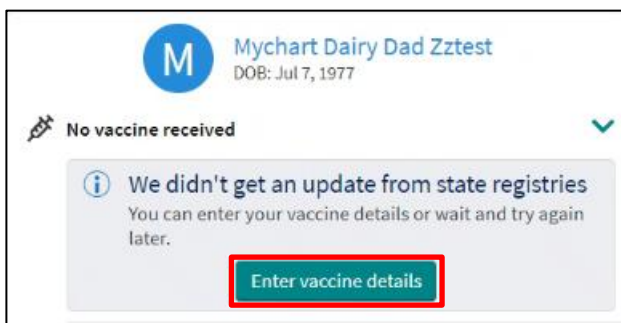 M
Mychart Dairy Dad Zztest
DOB: Jul 7, 1977
No vaccine received
We didn't get an update from state registries
You can enter your vaccine details or wait and try again
later.
Enter vaccine details